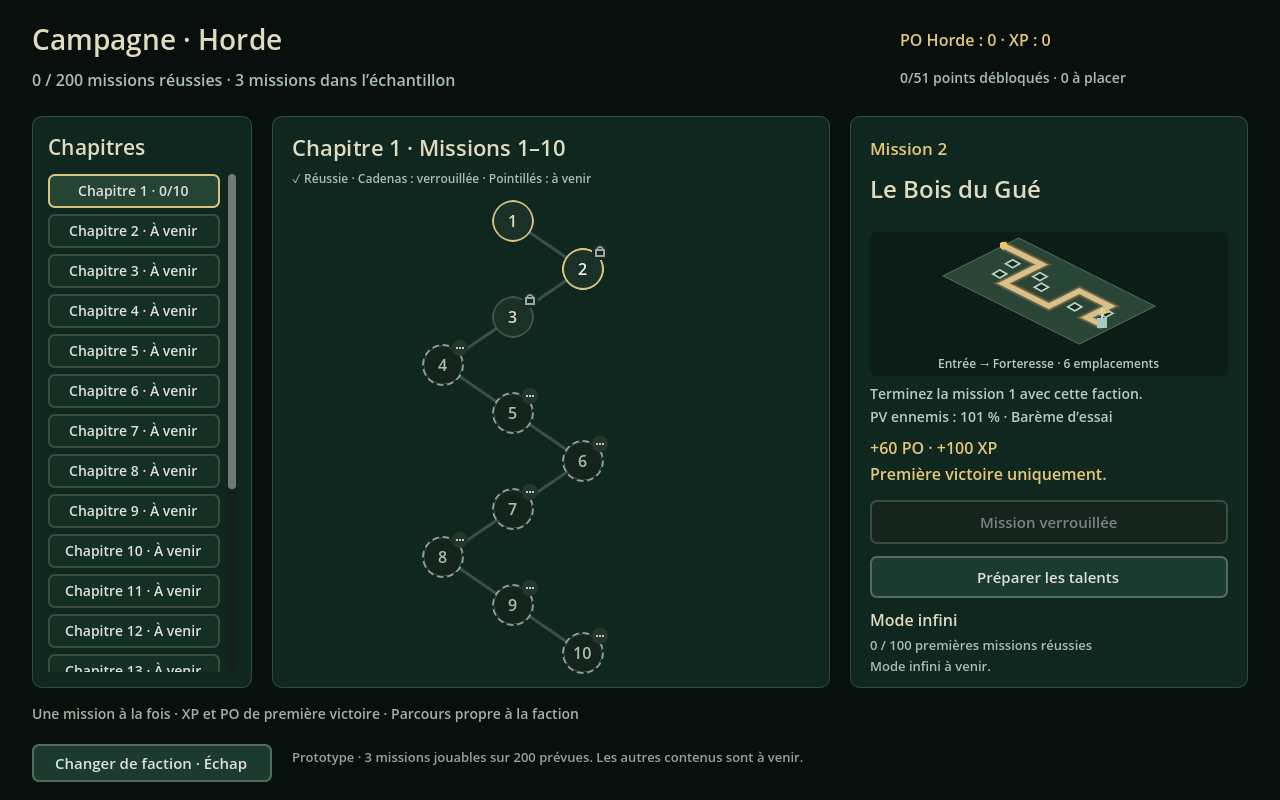 Campagne · Horde
0 / 200 missions réussies · 3 missions dans l’échantillon
PO Horde : 0 · XP : 0
0/51 points débloqués · 0 à placer
Chapitres
Chapitre 1 · 0/10
Chapitre 2 · À venir
Chapitre 3 · À venir
Chapitre 4 · À venir
Chapitre 5 · À venir
Chapitre 6 · À venir
Chapitre 7 · À venir
Chapitre 8 · À venir
Chapitre 9 · À venir
Chapitre 10 · À venir
Chapitre 11 · À venir
Chapitre 12 · À venir
Chapitre 13 · À venir
Chapitre 1 · Missions 1–10
✓ Réussie · Cadenas : verrouillée · Pointillés : à venir
1
2
3
4
5
6
7
8
9
10
Mission 2
Le Bois du Gué
Entrée → Forteresse · 6 emplacements
Terminez la mission 1 avec cette faction.
PV ennemis : 101 % · Barème d’essai
+60 PO · +100 XP
Première victoire uniquement.
Mission verrouillée
Préparer les talents
Mode infini
0 / 100 premières missions réussies
Mode infini à venir.
Une mission à la fois · XP et PO de première victoire · Parcours propre à la faction
Changer de faction · Échap
Prototype · 3 missions jouables sur 200 prévues. Les autres contenus sont à venir.